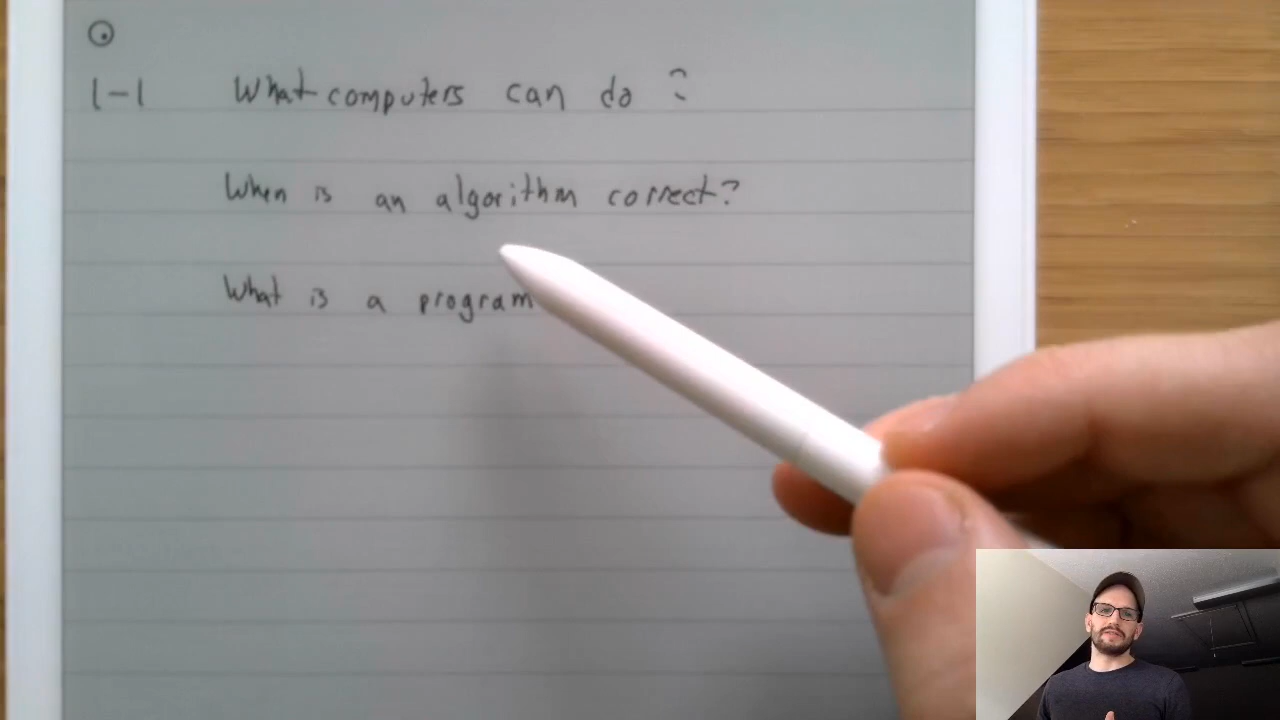 1-1 What computers can do?
When is an algorithm correct?
What is a program